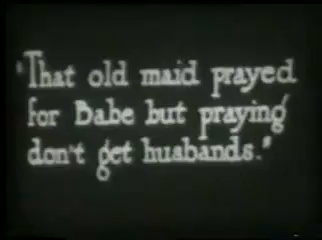 "That old maid prayed
for Babe but praying
don't get husbands."